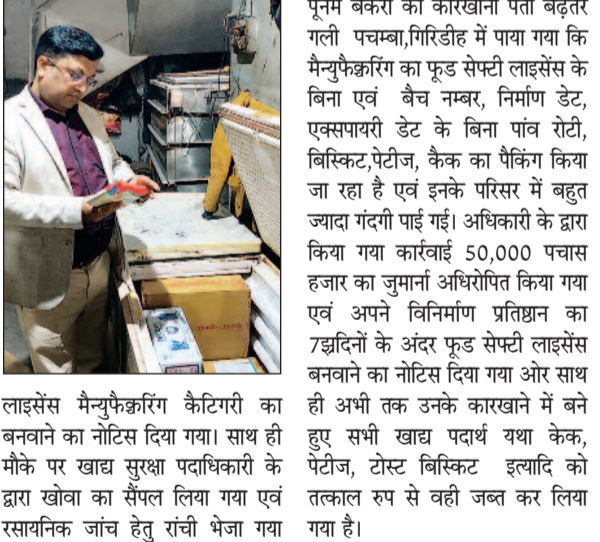 लाइसेंस मैन्युफैक्चरिंग कैटिगरी का
बनवाने का नोटिस दिया गया। साथ ही
मौके पर खाद्य सुरक्षा पदाधिकारी के
द्वारा खोवा का सैंपल लिया गया एवं
रसायनिक जांच हेतु रांची भेजा गया
पूनम बेकरी का कारखाना पता बढ़तर
गली पचम्बा,गिरिडीह में पाया गया कि
मैन्युफैक्चरिंग का फूड सेफ्टी लाइसेंस के
बिना एवं बैच नम्बर, निर्माण डेट,
एक्सपायरी डेट के बिना पांव रोटी,
बिस्किट,पेटीज, कैक का पैकिंग किया
जा रहा है एवं इनके परिसर में बहुत
ज्यादा गंदगी पाई गई। अधिकारी के द्वारा
किया गया कार्रवाई 50,000 पचास
हजार का जुमार्ना अधिरोपित किया गया
एवं अपने विनिर्माण प्रतिष्ठान का
7झदिनों के अंदर फूड सेफ्टी लाइसेंस
बनवाने का नोटिस दिया गया ओर साथ
ही अभी तक उनके कारखाने में बने
हुए सभी खाद्य पदार्थ यथा केक,
पेटीज, टोस्ट बिस्किट इत्यादि को
तत्काल रुप से वही जब्त कर लिया
गया है।